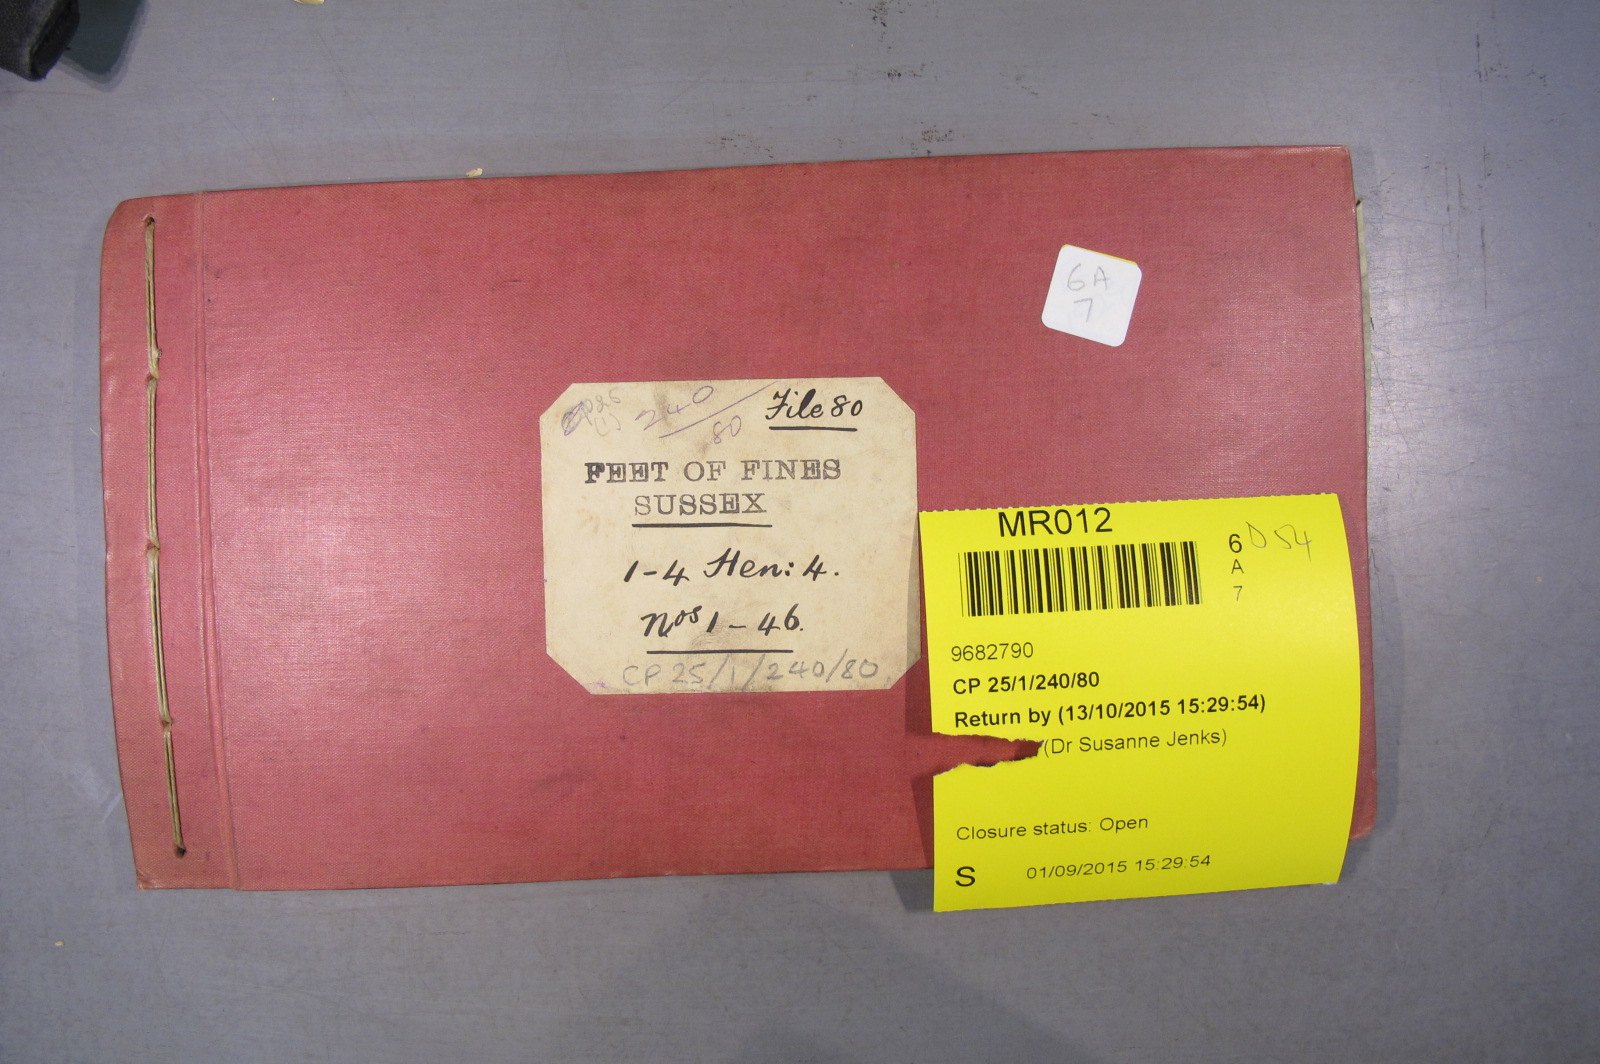 6A
7
240
80
File 80
FEET OF FINES
SUSSEX
1-4 Hen: 4.
Nos 1-46.
CP 25/1/240/80
MR012
6 D 54
A
7
9682790
CP 25/1/240/80
Return by (13/10/2015 15:29:54)
(Dr Susanne Jenks)
Closure status: Open
S 01/09/2015 15:29:54